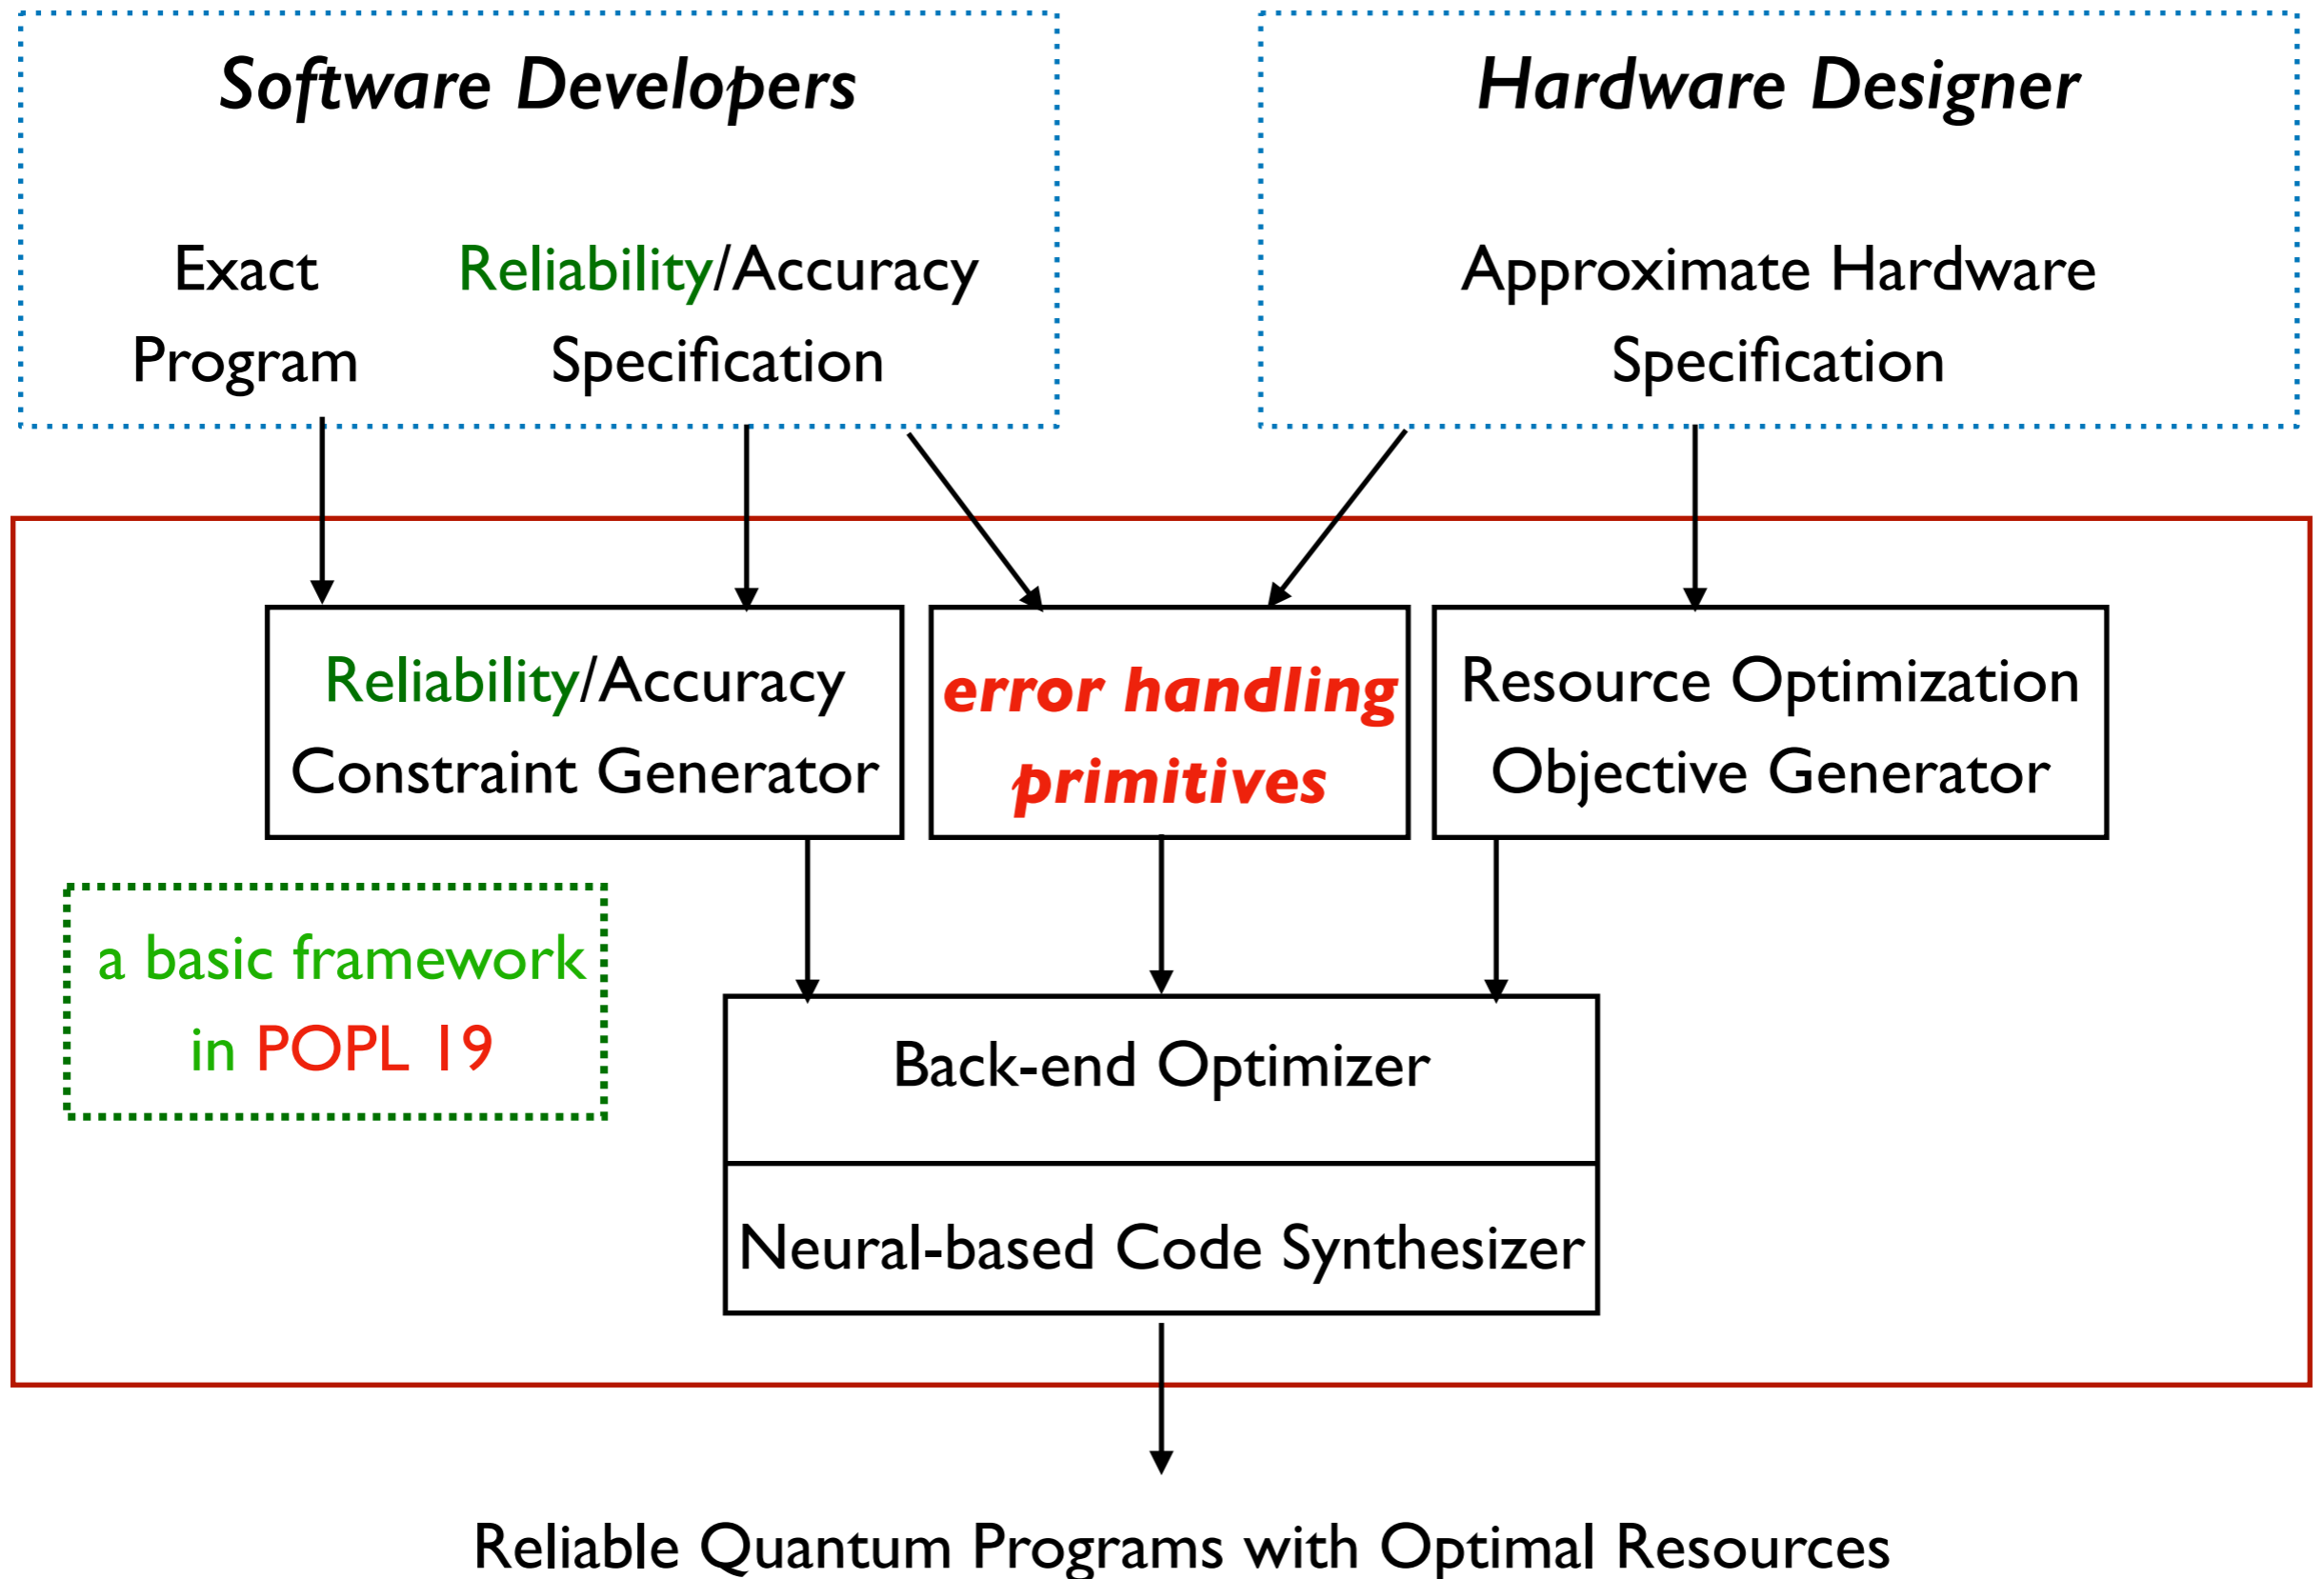 Software Developers
Hardware Designer
Exact
Program
Reliability/Accuracy
Specification
Approximate Hardware
Specification
Reliability/Accuracy
Constraint Generator
error handling
primitives
Resource Optimization
Objective Generator
a basic framework
in POPL 19
Back-end Optimizer
Neural-based Code Synthesizer
Reliable Quantum Programs with Optimal Resources